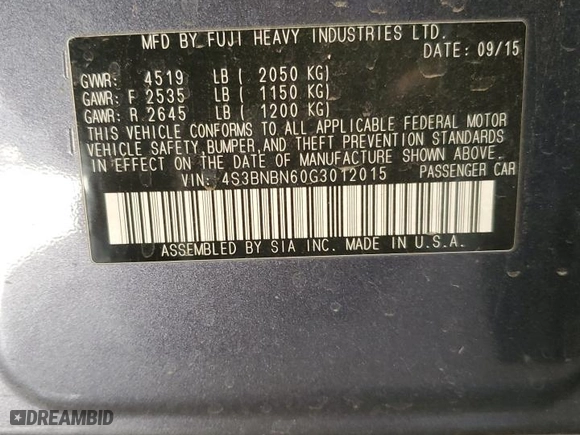 MFD BY FUJI HEAVY INDUSTRIES LTD.
DATE: 09/15
GVWR: 4519 LB ( 2050 KG)
GAWR: F 2535 LB ( 1150 KG)
GAWR: R 2645 LB ( 1200 KG)
THIS VEHICLE CONFORMS TO ALL APPLICABLE FEDERAL MOTOR
VEHICLE SAFETY, BUMPER, AND THEFT PREVENTION STANDARDS
IN EFFECT ON THE DATE OF MANUFACTURE SHOWN ABOVE.
VIN: 4S3BNBN60G3012015 PASSENGER CAR
ASSEMBLED BY SIA INC. MADE IN U.S.A.
DREAMBID